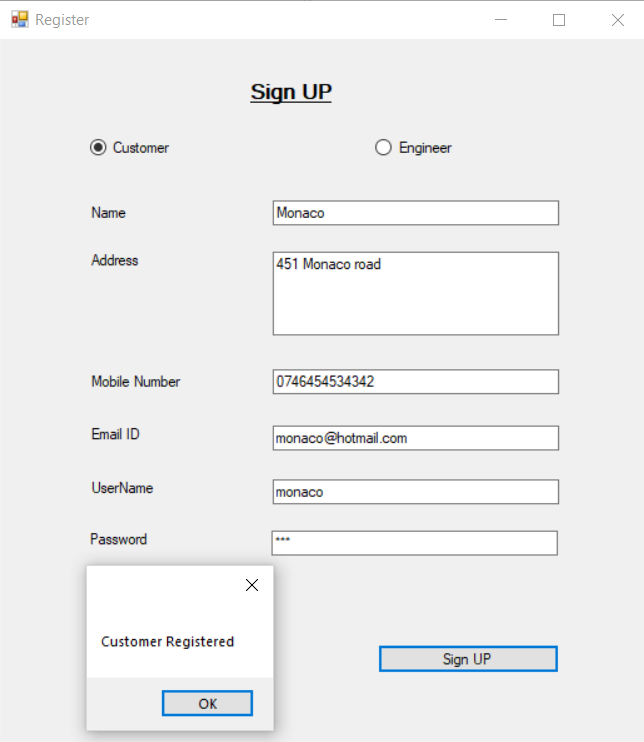 Register
Sign UP
Customer Engineer
Name Monaco
Address 451 Monaco road
Mobile Number 0746454534342
Email ID monaco@hotmail.com
UserName monaco
Password ***
Customer Registered
Sign UP
OK